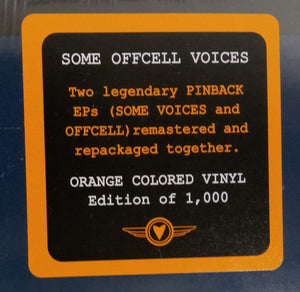 SOME OFFCELL VOICES
Two legendary PINBACK
EPs (SOME VOICES and
OFFCELL)remastered and
repackaged together.
ORANGE COLORED VINYL
Edition of 1,000